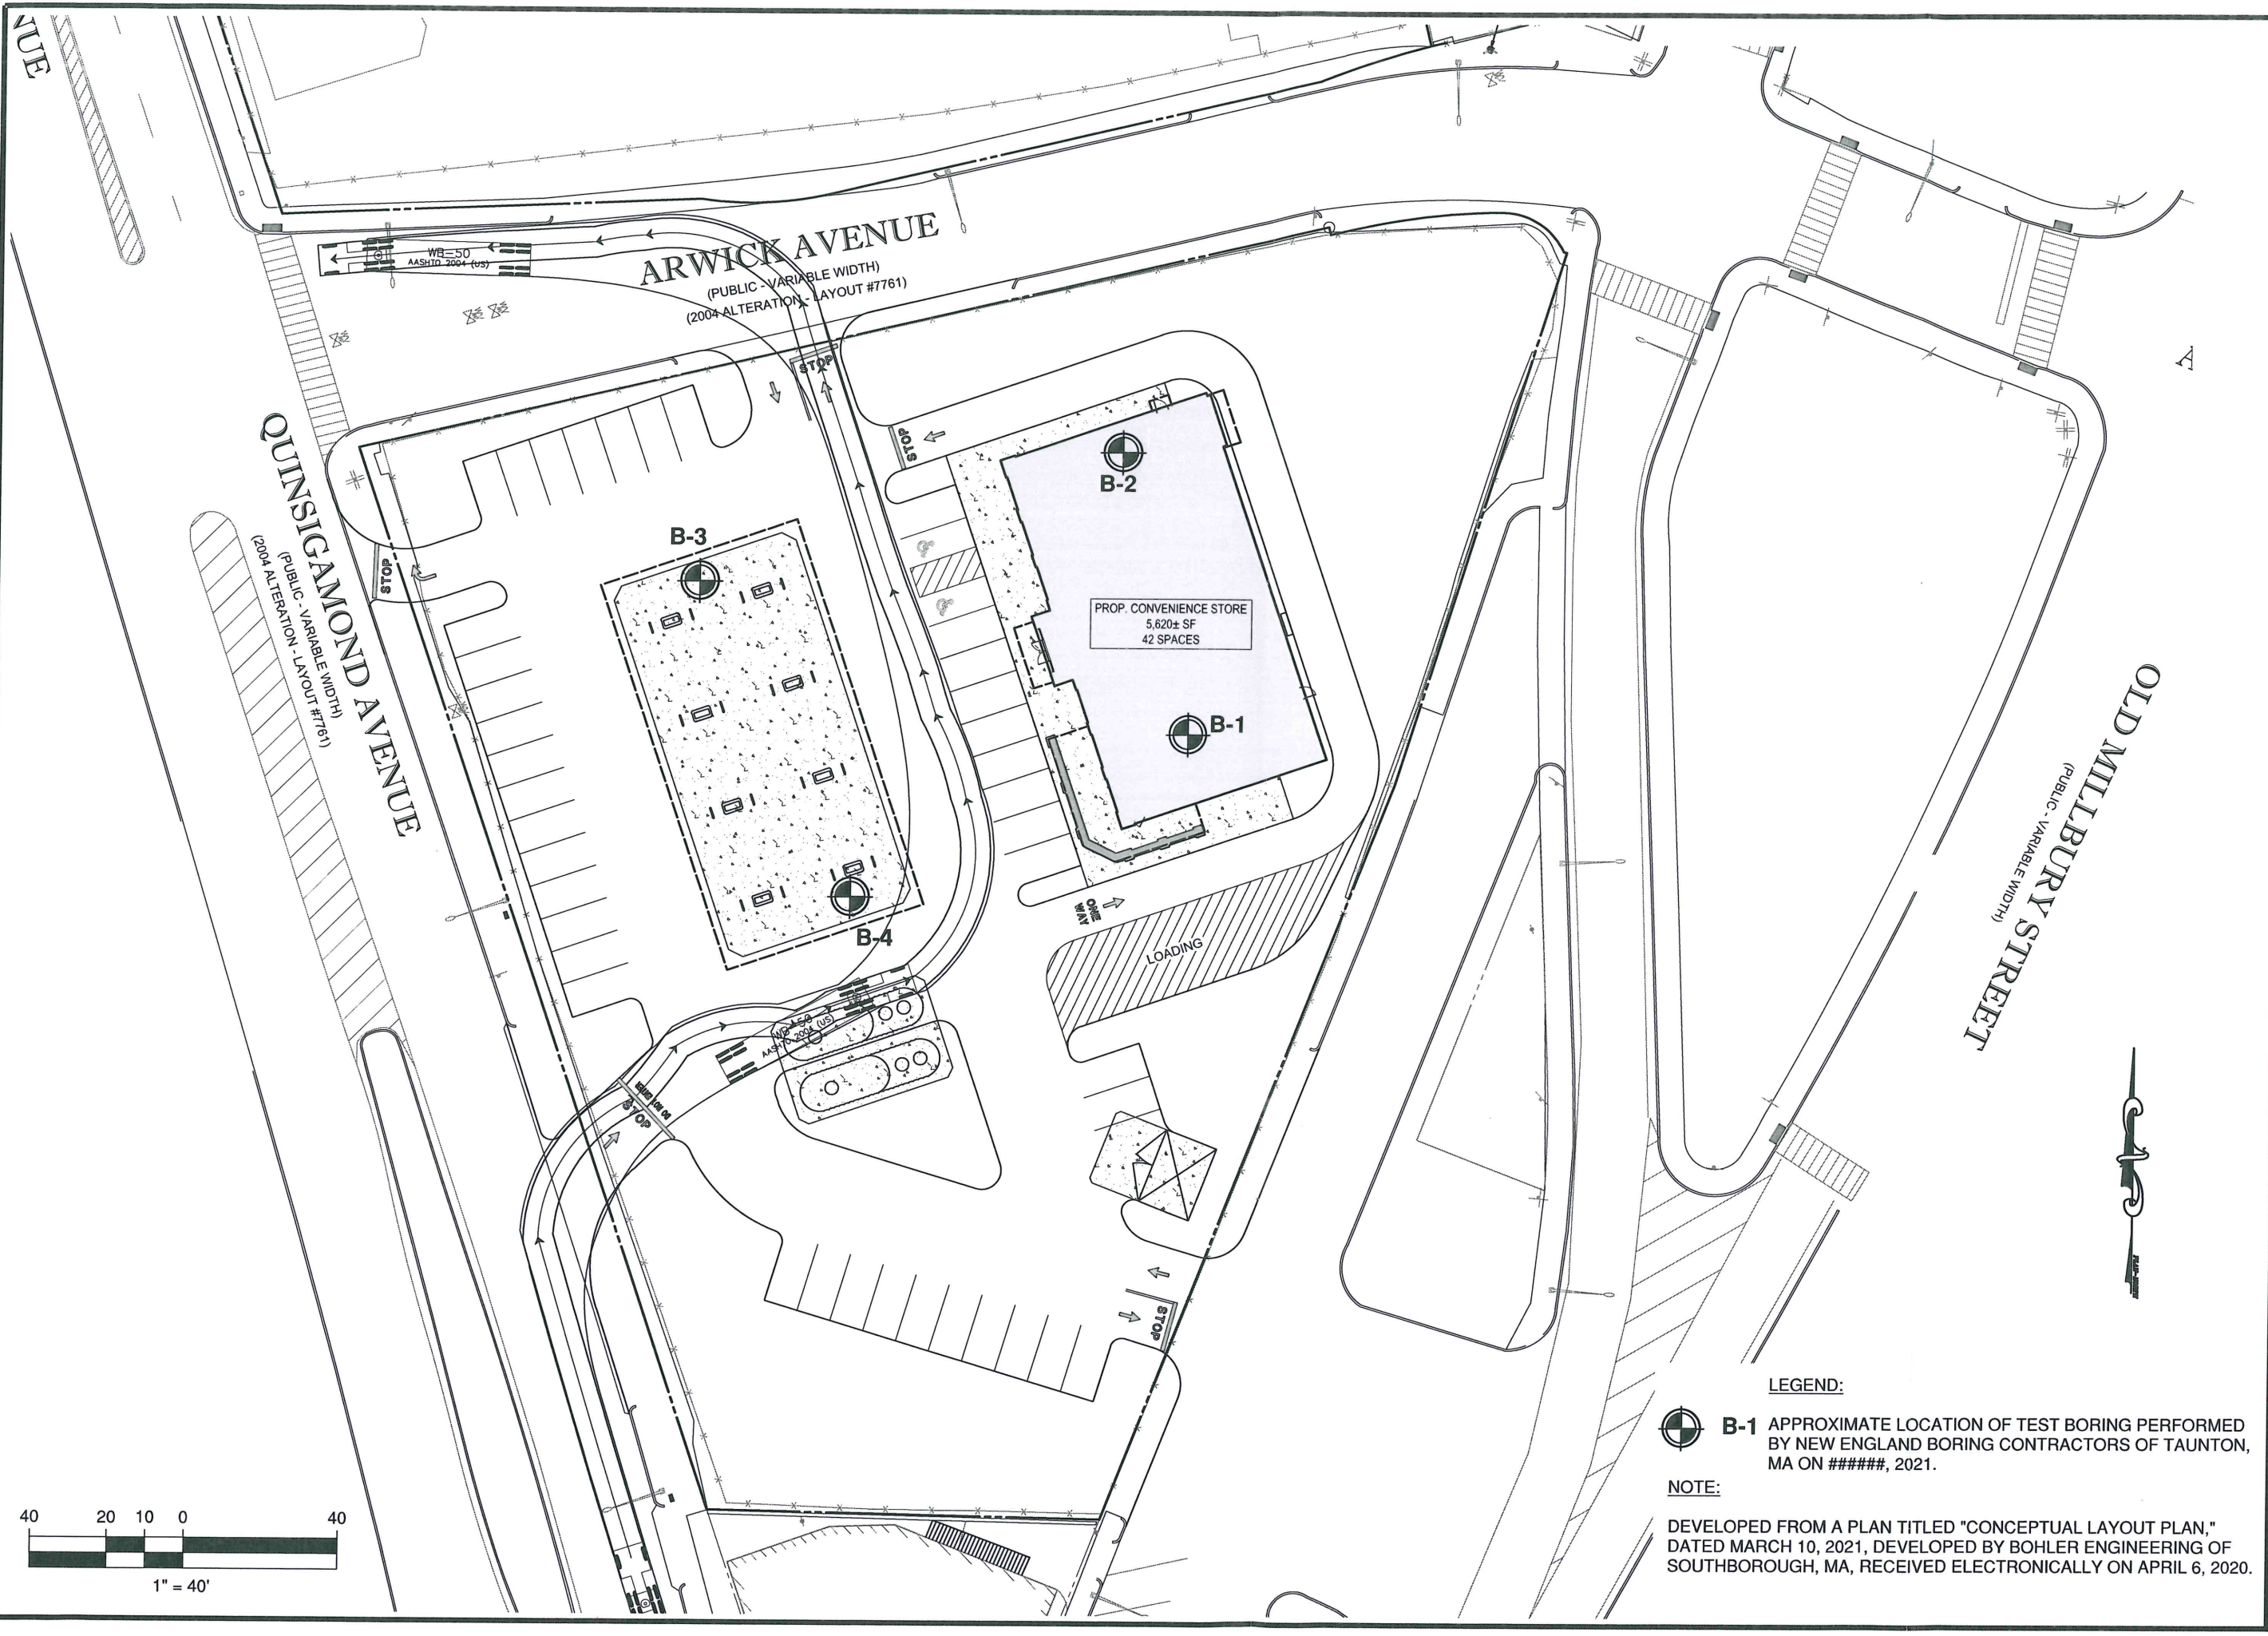 NUE
WB-50
AASHTO 2004 (US)
ARWICK AVENUE
(PUBLIC - VARIABLE WIDTH)
(2004 ALTERATION - LAYOUT #7761)
STOP
STOP
A
QUINSIGAMOND AVENUE
(PUBLIC - VARIABLE WIDTH)
(2004 ALTERATION - LAYOUT #7761)
STOP
B-2
B-3
PROP. CONVENIENCE STORE
5,620± SF
42 SPACES
B-1
OLD MILLBURY STREET
(PUBLIC - VARIABLE WIDTH)
ONE
WAY
B-4
LOADING
WB-50
AASHTO 2004 (US)
DO NOT ENTER
STOP
STOP
LEGEND:
B-1 APPROXIMATE LOCATION OF TEST BORING PERFORMED
BY NEW ENGLAND BORING CONTRACTORS OF TAUNTON,
MA ON ######, 2021.
NOTE:
DEVELOPED FROM A PLAN TITLED "CONCEPTUAL LAYOUT PLAN,"
DATED MARCH 10, 2021, DEVELOPED BY BOHLER ENGINEERING OF
SOUTHBOROUGH, MA, RECEIVED ELECTRONICALLY ON APRIL 6, 2020.
40 20 10 0 40
1" = 40'